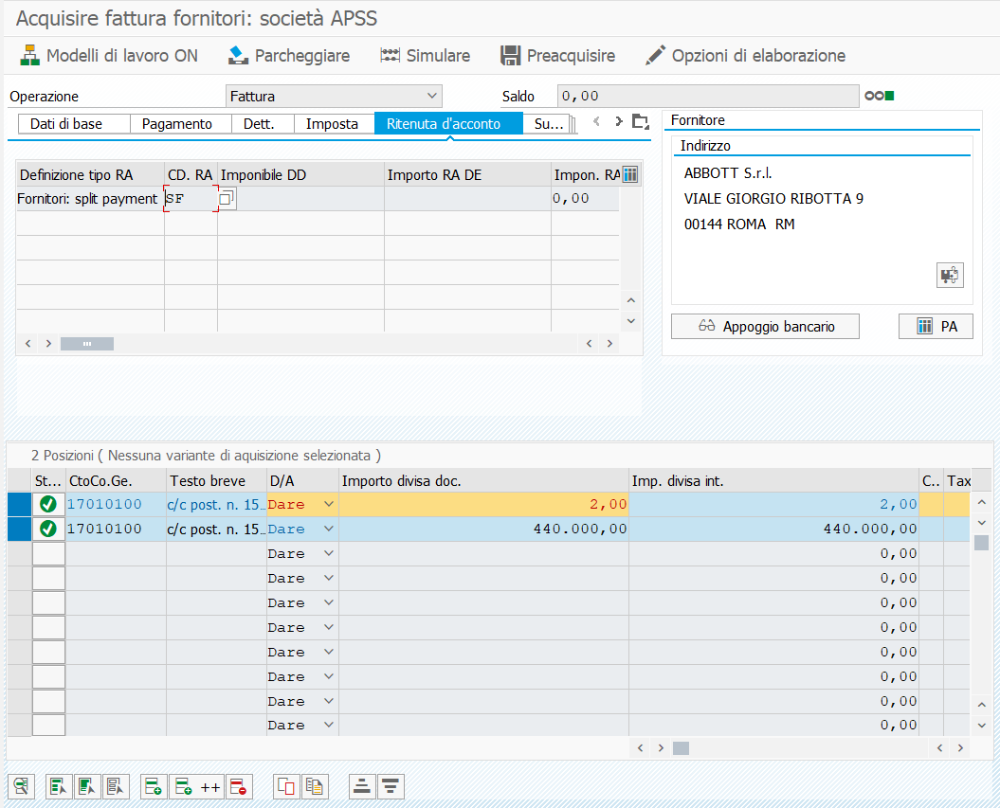 Acquisire fattura fornitori: società APSS
Modelli di lavoro ON Parcheggiare Simulare Preacquisire Opzioni di elaborazione
Operazione Fattura Saldo 0,00
Dati di base Pagamento Dett. Imposta Ritenuta d'acconto Su...
Fornitore
Indirizzo
ABBOTT S.r.l.
VIALE GIORGIO RIBOTTA 9
00144 ROMA RM
Appoggio bancario PA
Definizione tipo RA CD. RA Imponibile DD Importo RA DE Impon. RA
Fornitori: split payment SF 0,00
2 Posizioni ( Nessuna variante di aquisizione selezionata )
St... CtoCo.Ge. Testo breve D/A Importo divisa doc. Imp. divisa int. C.. Tax
17010100 c/c post. n. 15... Dare 2,00 2,00
17010100 c/c post. n. 15... Dare 440.000,00 440.000,00
Dare 0,00
Dare 0,00
Dare 0,00
Dare 0,00
Dare 0,00
Dare 0,00
Dare 0,00
Dare 0,00
++